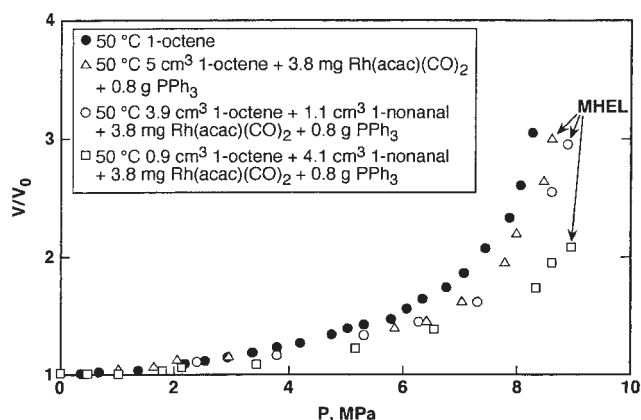 ● 50 °C 1-octene
△ 50 °C 5 cm³ 1-octene + 3.8 mg Rh(acac)(CO)₂
+ 0.8 g PPh₃
○ 50 °C 3.9 cm³ 1-octene + 1.1 cm³ 1-nonanal
+ 3.8 mg Rh(acac)(CO)₂ + 0.8 g PPh₃
□ 50 °C 0.9 cm³ 1-octene + 4.1 cm³ 1-nonanal
+ 3.8 mg Rh(acac)(CO)₂ + 0.8 g PPh₃
MHEL
4
3
2
1
V/V₀
0 2 4 6 8 10
P, MPa